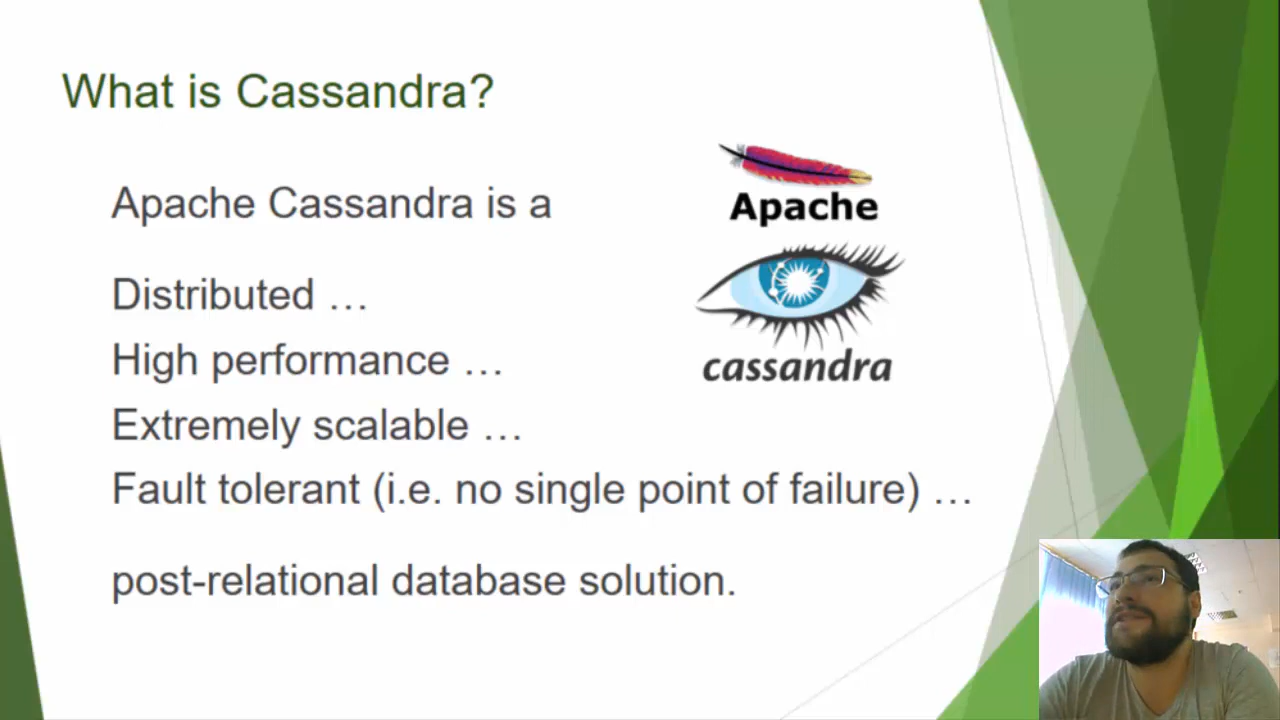 What is Cassandra?
Apache Cassandra is a
Distributed …
High performance …
Extremely scalable …
Fault tolerant (i.e. no single point of failure) …
post-relational database solution.
Apache
cassandra